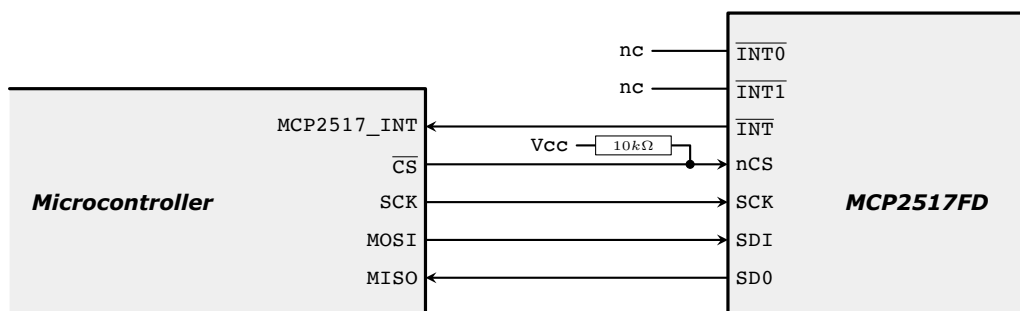 nc INT0
nc INT1
MCP2517_INT INT
Vcc 10kΩ
CS nCS
Microcontroller SCK SCK MCP2517FD
MOSI SDI
MISO SD0